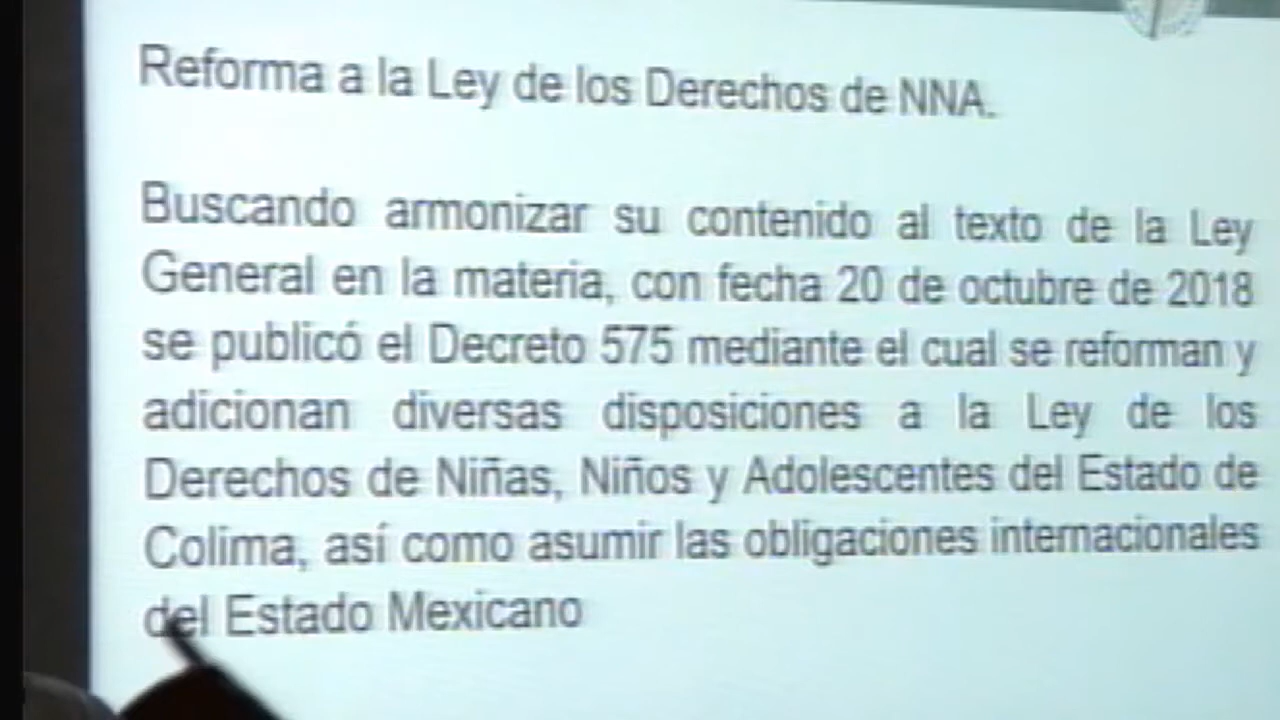 Reforma a la Ley de los Derechos de NNA.
Buscando armonizar su contenido al texto de la Ley
General en la materia, con fecha 20 de octubre de 2018
se publicó el Decreto 575 mediante el cual se reforman y
adicionan diversas disposiciones a la Ley de los
Derechos de Niñas, Niños y Adolescentes del Estado de
Colima, así como asumir las obligaciones internacionales
del Estado Mexicano